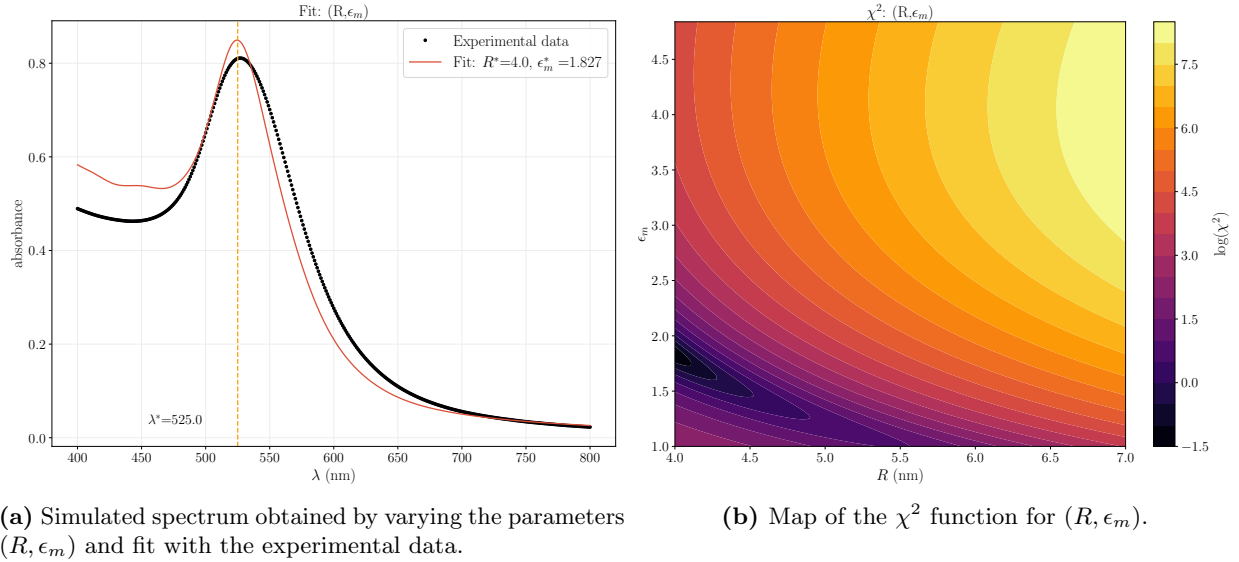 Fit: (R,ϵm)
absorbance
0.8
0.6
0.4
0.2
0.0
Experimental data
Fit: R*=4.0, ϵ*m =1.827
λ*=525.0
400 450 500 550 600 650 700 750 800
λ (nm)
χ²: (R,ϵm)
ϵm
4.5
4.0
3.5
3.0
2.5
2.0
1.5
1.0
4.0 4.5 5.0 5.5 6.0 6.5 7.0
R (nm)
7.5
6.0
4.5
3.0
1.5
0.0
−1.5
log(χ²)
(a) Simulated spectrum obtained by varying the parameters
(R, ϵm) and fit with the experimental data.
(b) Map of the χ² function for (R, ϵm).